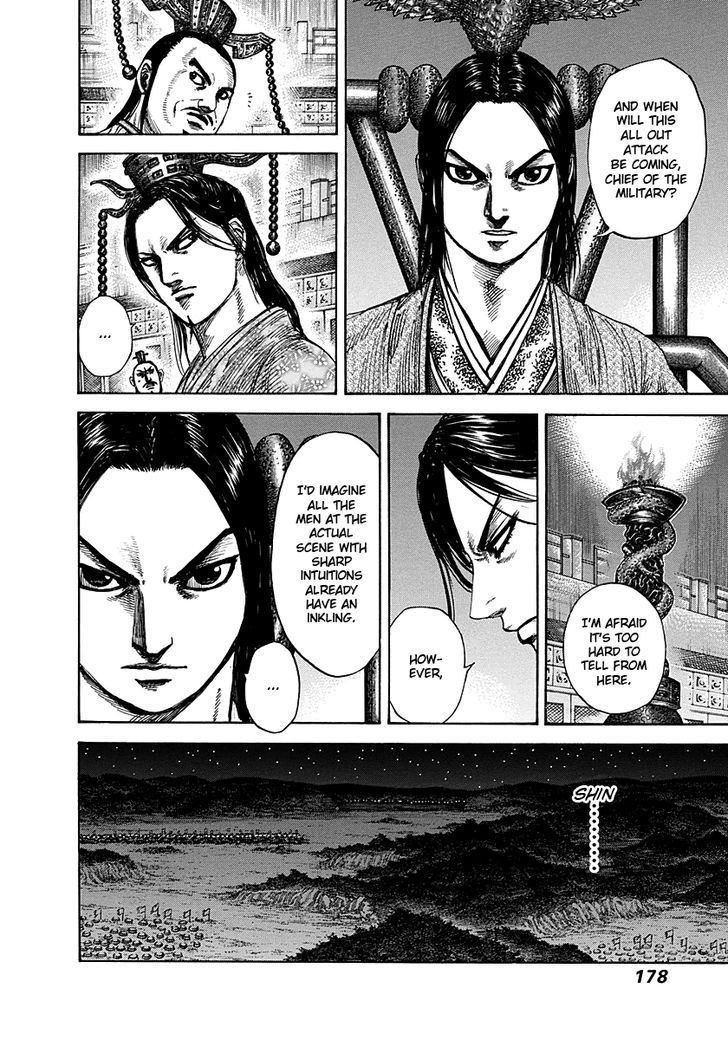 AND WHEN
WILL THIS
ALL OUT
ATTACK
BE COMING,
CHIEF OF THE
MILITARY?
...
I'M AFRAID
IT'S TOO
HARD TO
TELL FROM
HERE.
HOW-
EVER,
I'D IMAGINE
ALL THE
MEN AT THE
ACTUAL
SCENE WITH
SHARP
INTUITIONS
ALREADY
HAVE AN
INKLING.
...
SHIN
178